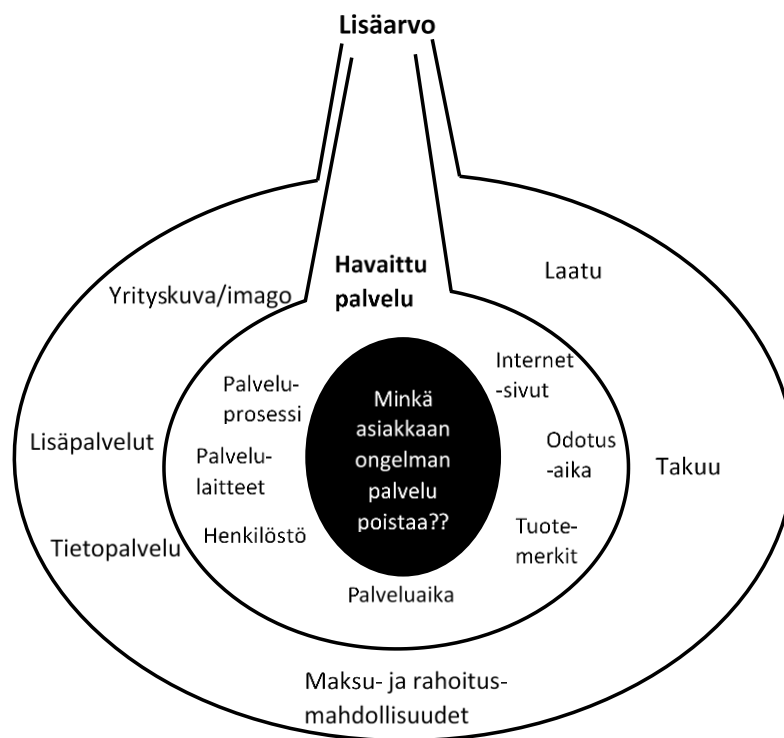 Lisäarvo
Havaittu
palvelu
Laatu
Yrityskuva/imago
Internet
-sivut
Palvelu-
prosessi
Minkä
asiakkaan
ongelman
palvelu
poistaa??
Lisäpalvelut
Palvelu-
laitteet
Odotus
-aika
Takuu
Henkilöstö
Tuote-
merkit
Tietopalvelu
Palveluaika
Maksu- ja rahoitus-
mahdollisuudet